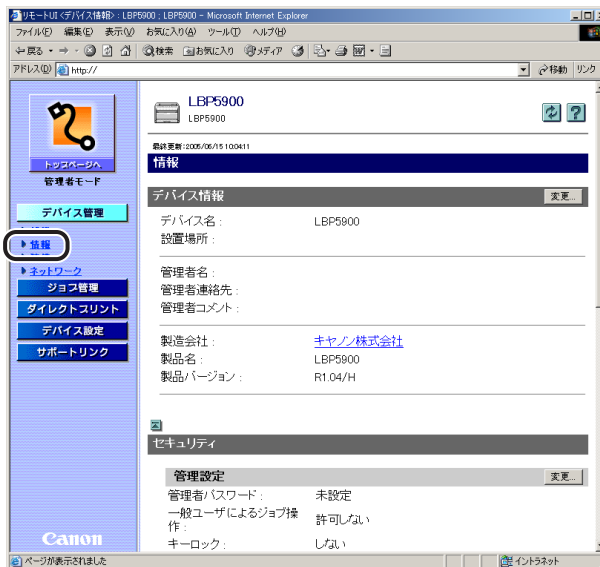 リモートUI <デバイス情報> : LBP5900 : LBP5900 - Microsoft Internet Explorer
ファイル(F) 編集(E) 表示(V) お気に入り(A) ツール(T) ヘルプ(H)
戻る 検索 お気に入り メディア
アドレス(D) http:// 移動 リンク
LBP5900
LBP5900
最終更新 : 2005/06/15 10:04:11
トップページへ
管理者モード
デバイス管理
情報
ネットワーク
ジョブ管理
ダイレクトプリント
デバイス設定
サポートリンク
Canon
情報
デバイス情報 変更...
デバイス名 : LBP5900
設置場所 :
管理者名 :
管理者連絡先 :
管理者コメント :
製造会社 : キヤノン株式会社
製品名 : LBP5900
製品バージョン : R1.04/H
セキュリティ
管理設定 変更...
管理者パスワード : 未設定
一般ユーザによるジョブ操
作 : 許可しない
キーロック : しない
ページが表示されました イントラネット